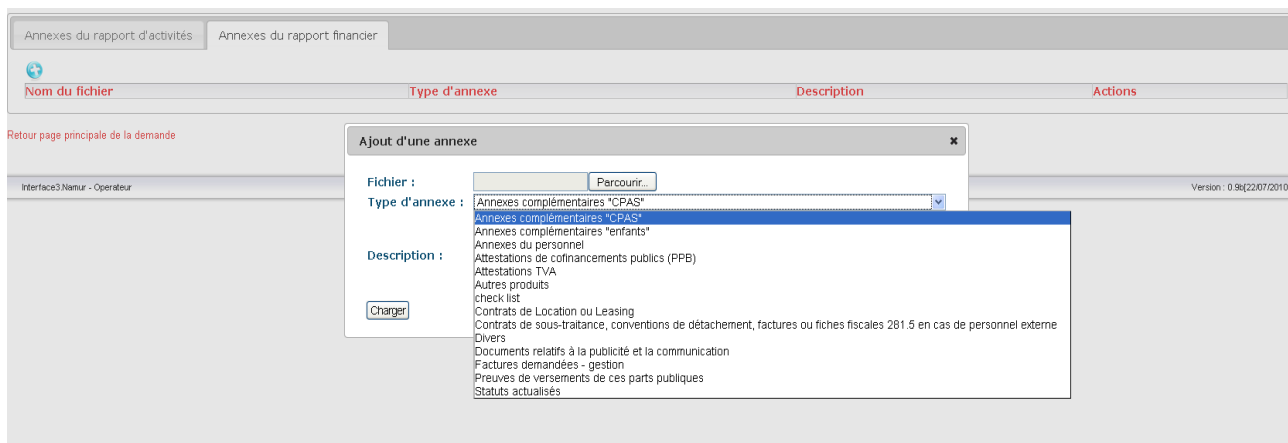 Annexes du rapport d'activités Annexes du rapport financier
Nom du fichier Type d'annexe Description Actions
Retour page principale de la demande
Ajout d'une annexe
Fichier : Parcourir...
Interface3.Namur - Operateur Version : 0.9b[22/07/2010
Type d'annexe : Annexes complémentaires "CPAS"
Annexes complémentaires "CPAS"
Annexes complémentaires "enfants"
Annexes du personnel
Description : Attestations de cofinancements publics (PPB)
Attestations TVA
Autres produits
check list
Charger Contrats de Location ou Leasing
Contrats de sous-traitance, conventions de détachement, factures ou fiches fiscales 281.5 en cas de personnel externe
Divers
Documents relatifs à la publicité et la communication
Factures demandées - gestion
Preuves de versements de ces parts publiques
Statuts actualisés